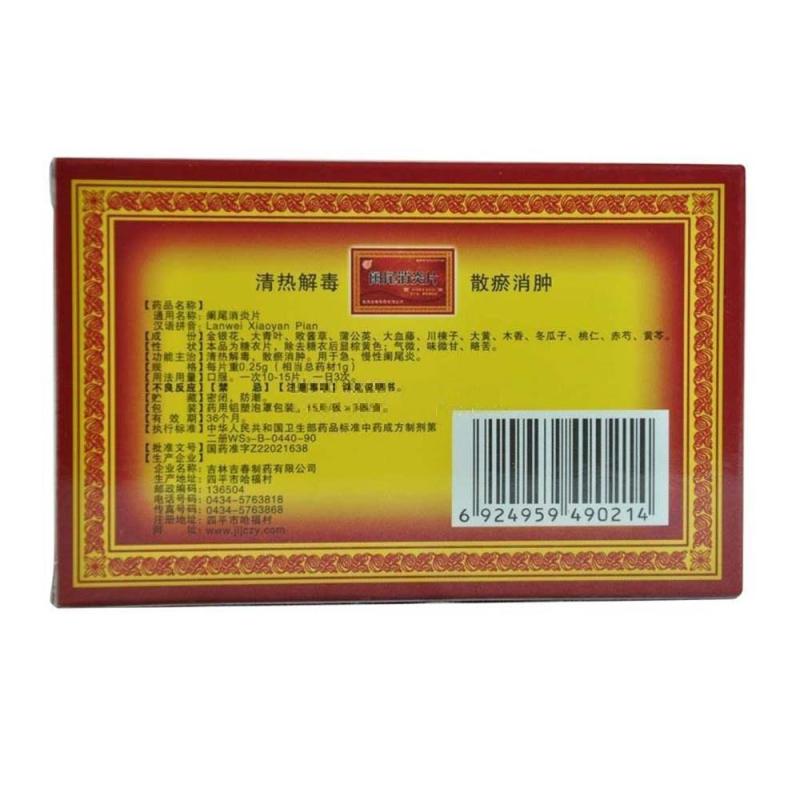 清热解毒
阑尾消炎片
散瘀消肿
【药品名称】
通用名称：阑尾消炎片
汉语拼音：Lanwei Xiaoyan Pian
【成 份】金银花、大青叶、败酱草、蒲公英、大血藤、川楝子、大黄、木香、冬瓜子、桃仁、赤芍、黄芩。
【性 状】本品为糖衣片，除去糖衣后显棕黄色；气微，味微甘、略苦。
【功能主治】清热解毒，散瘀消肿。用于急、慢性阑尾炎。
【规 格】每片重0.25g（相当总药材1g）
【用法用量】口服。一次10-15片，一日3次。
【不良反应】【禁 忌】【注意事项】详见说明书。
【贮 藏】密闭，防潮。
【包 装】药用铝塑泡罩包装，15片/板×3板/盒
【有 效 期】36个月。
【执行标准】中华人民共和国卫生部药品标准中药成方制剂第
二册WS₃-B-0440-90
【批准文号】国药准字Z22021638
【生产企业】
企业名称：吉林吉春制药有限公司
生产地址：四平市哈福村
邮政编码：136504
电话号码：0434-5763818
传真号码：0434-5763868
注册地址：四平市哈福村
网 址：www.jljczy.com
6 924959 490214